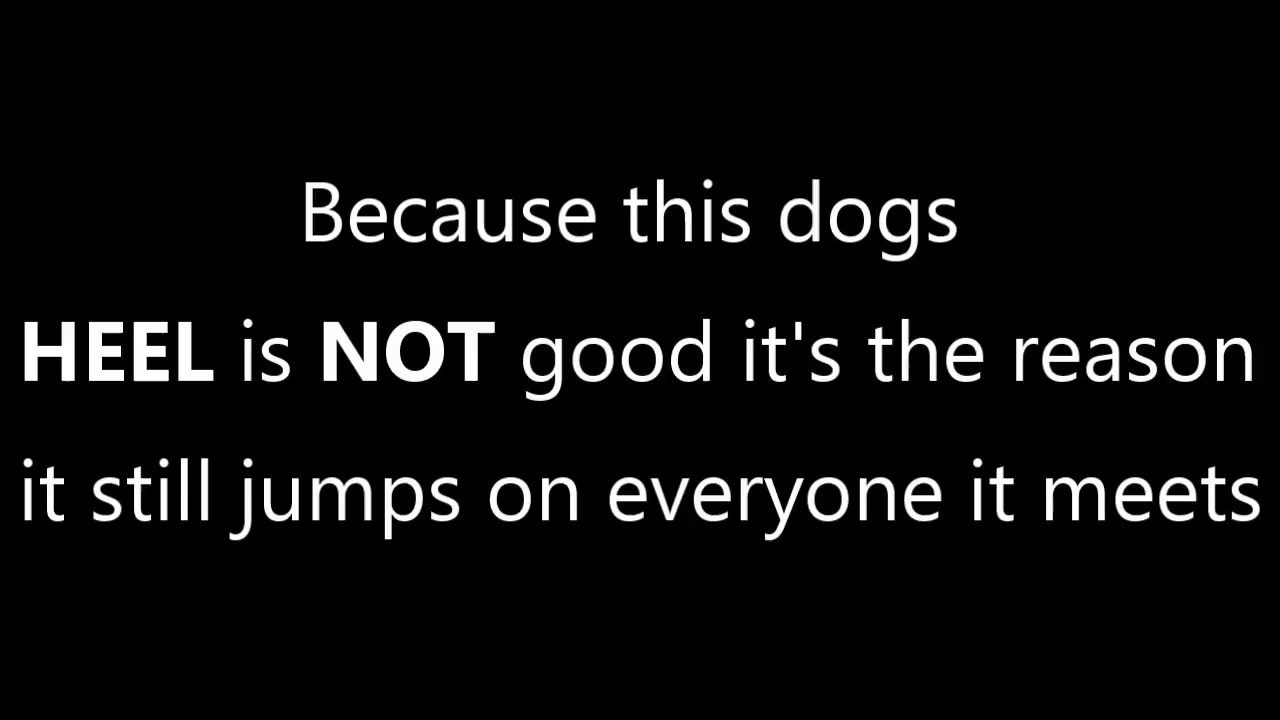 Because this dogs
HEEL is NOT good it's the reason
it still jumps on everyone it meets